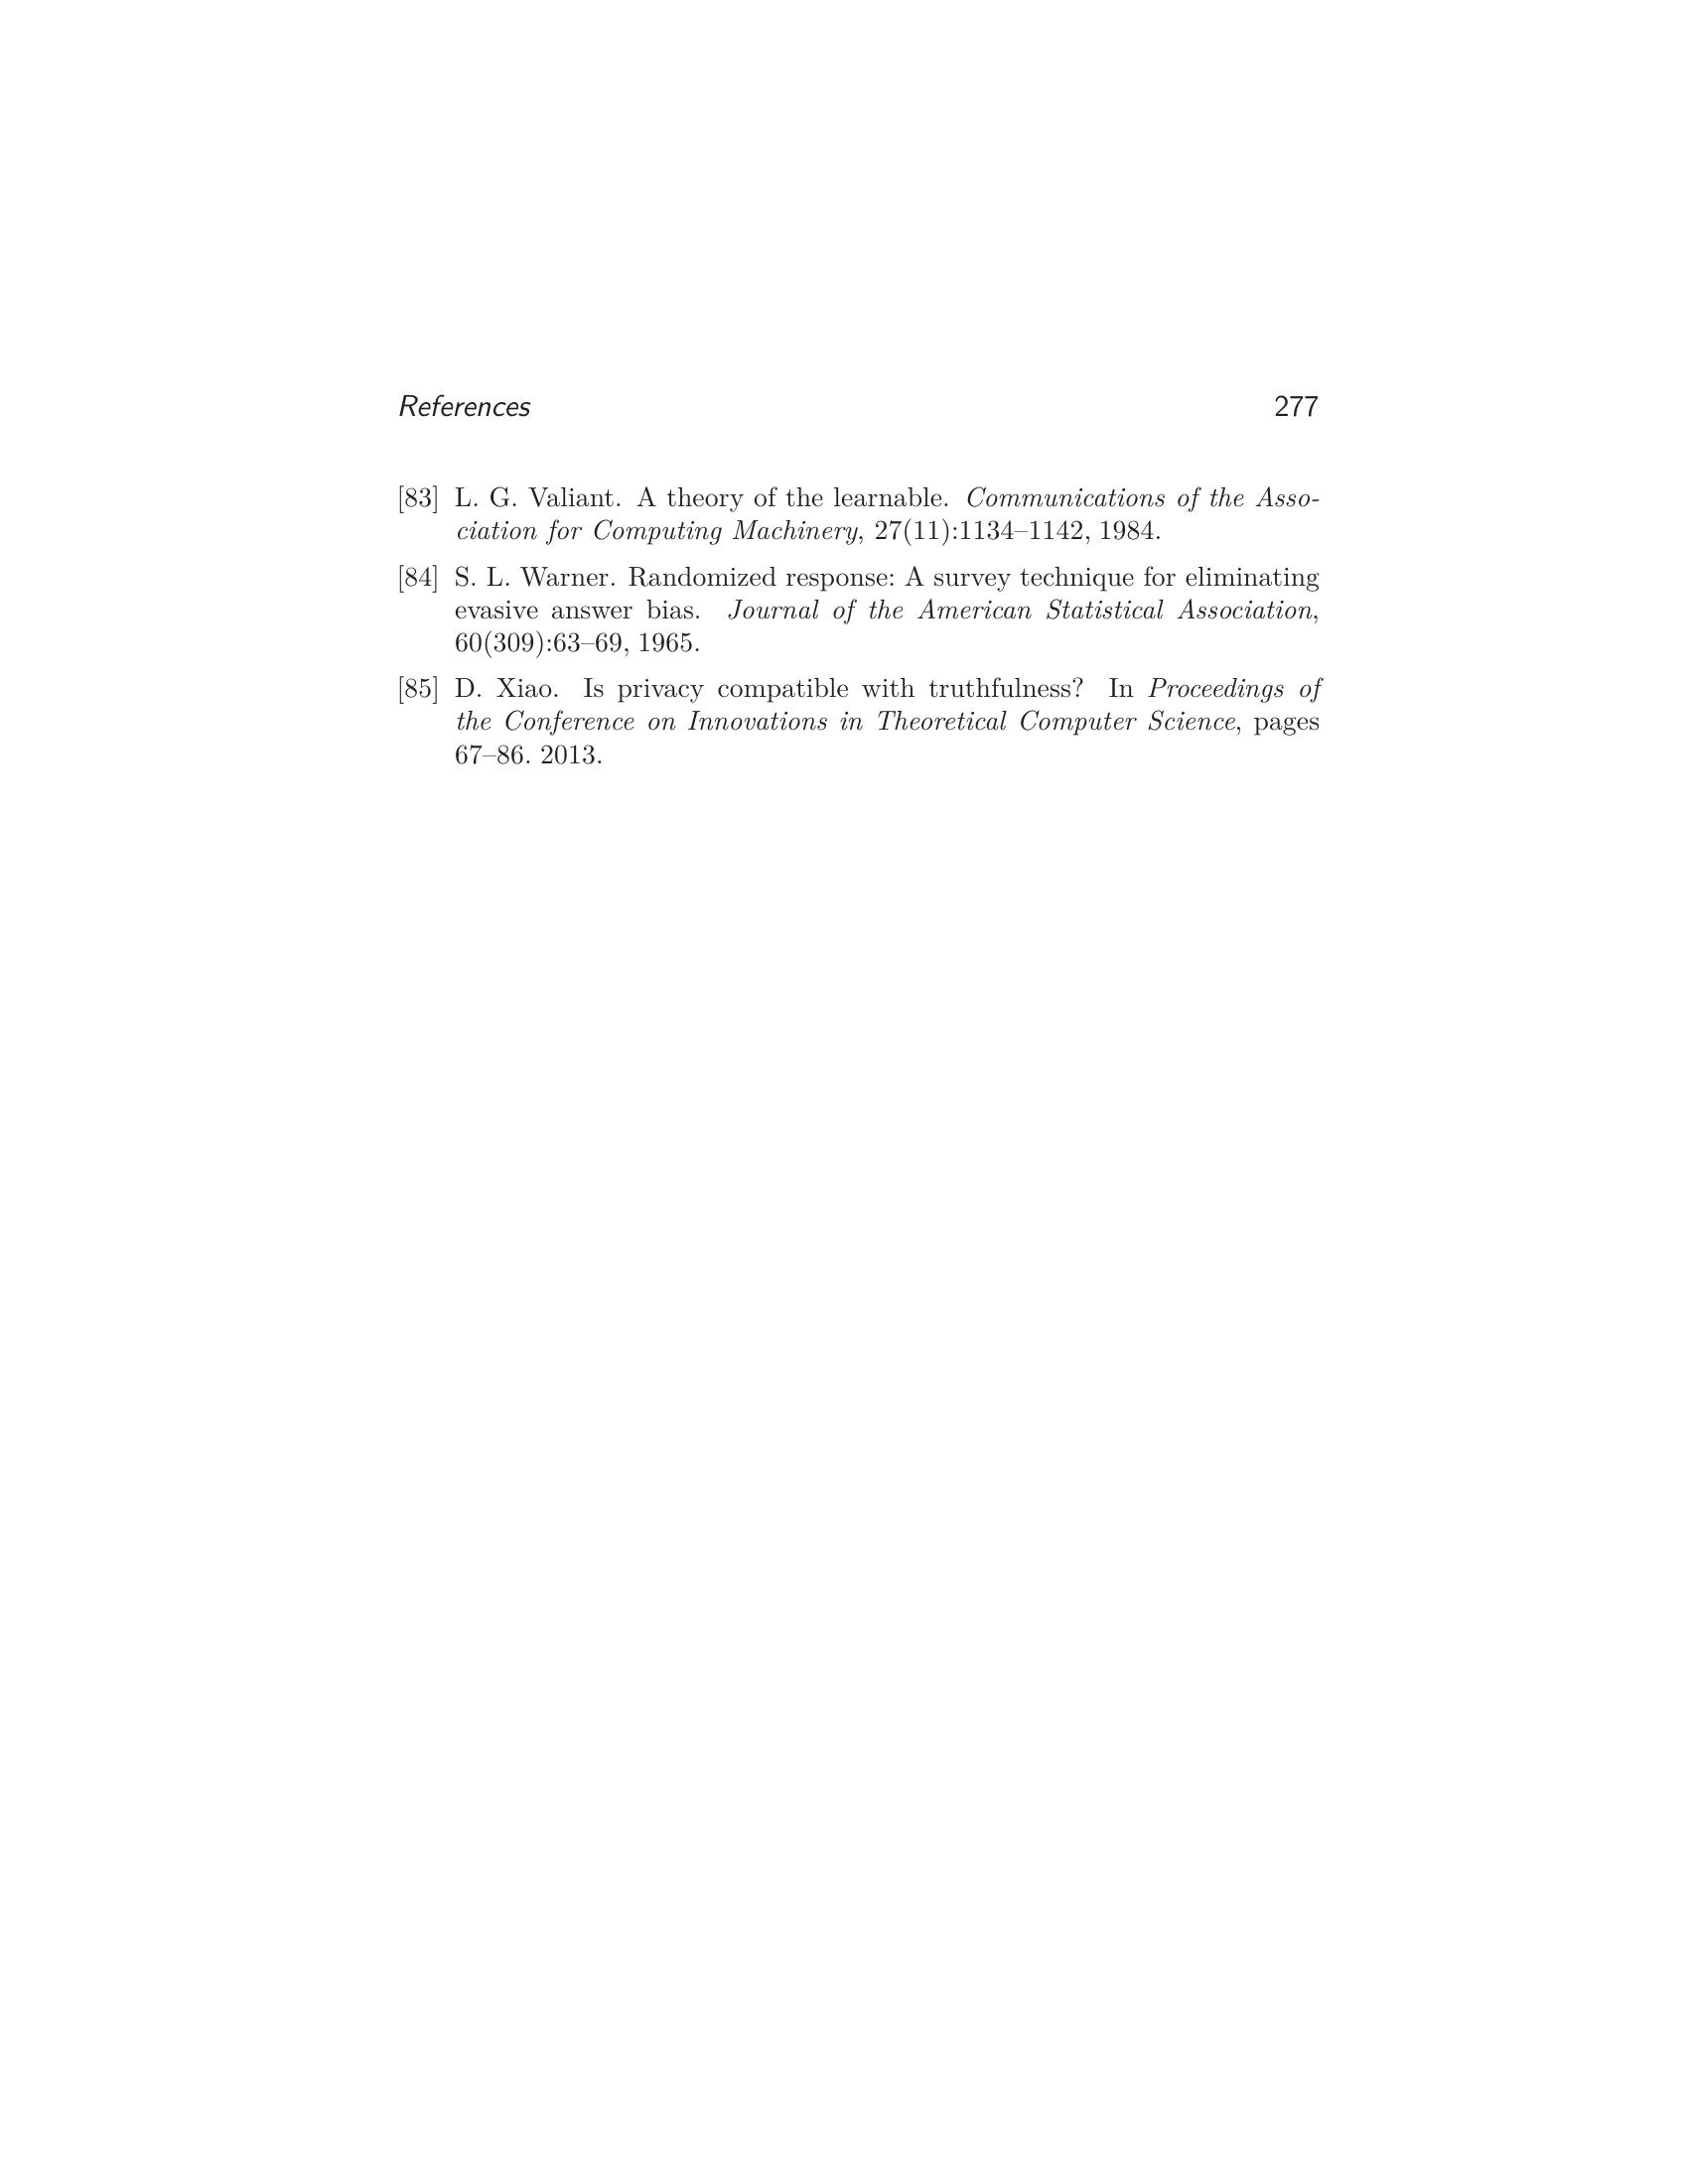 References 277
[83] L. G. Valiant. A theory of the learnable. Communications of the Asso-
ciation for Computing Machinery, 27(11):1134–1142, 1984.
[84] S. L. Warner. Randomized response: A survey technique for eliminating
evasive answer bias. Journal of the American Statistical Association,
60(309):63–69, 1965.
[85] D. Xiao. Is privacy compatible with truthfulness? In Proceedings of
the Conference on Innovations in Theoretical Computer Science, pages
67–86. 2013.